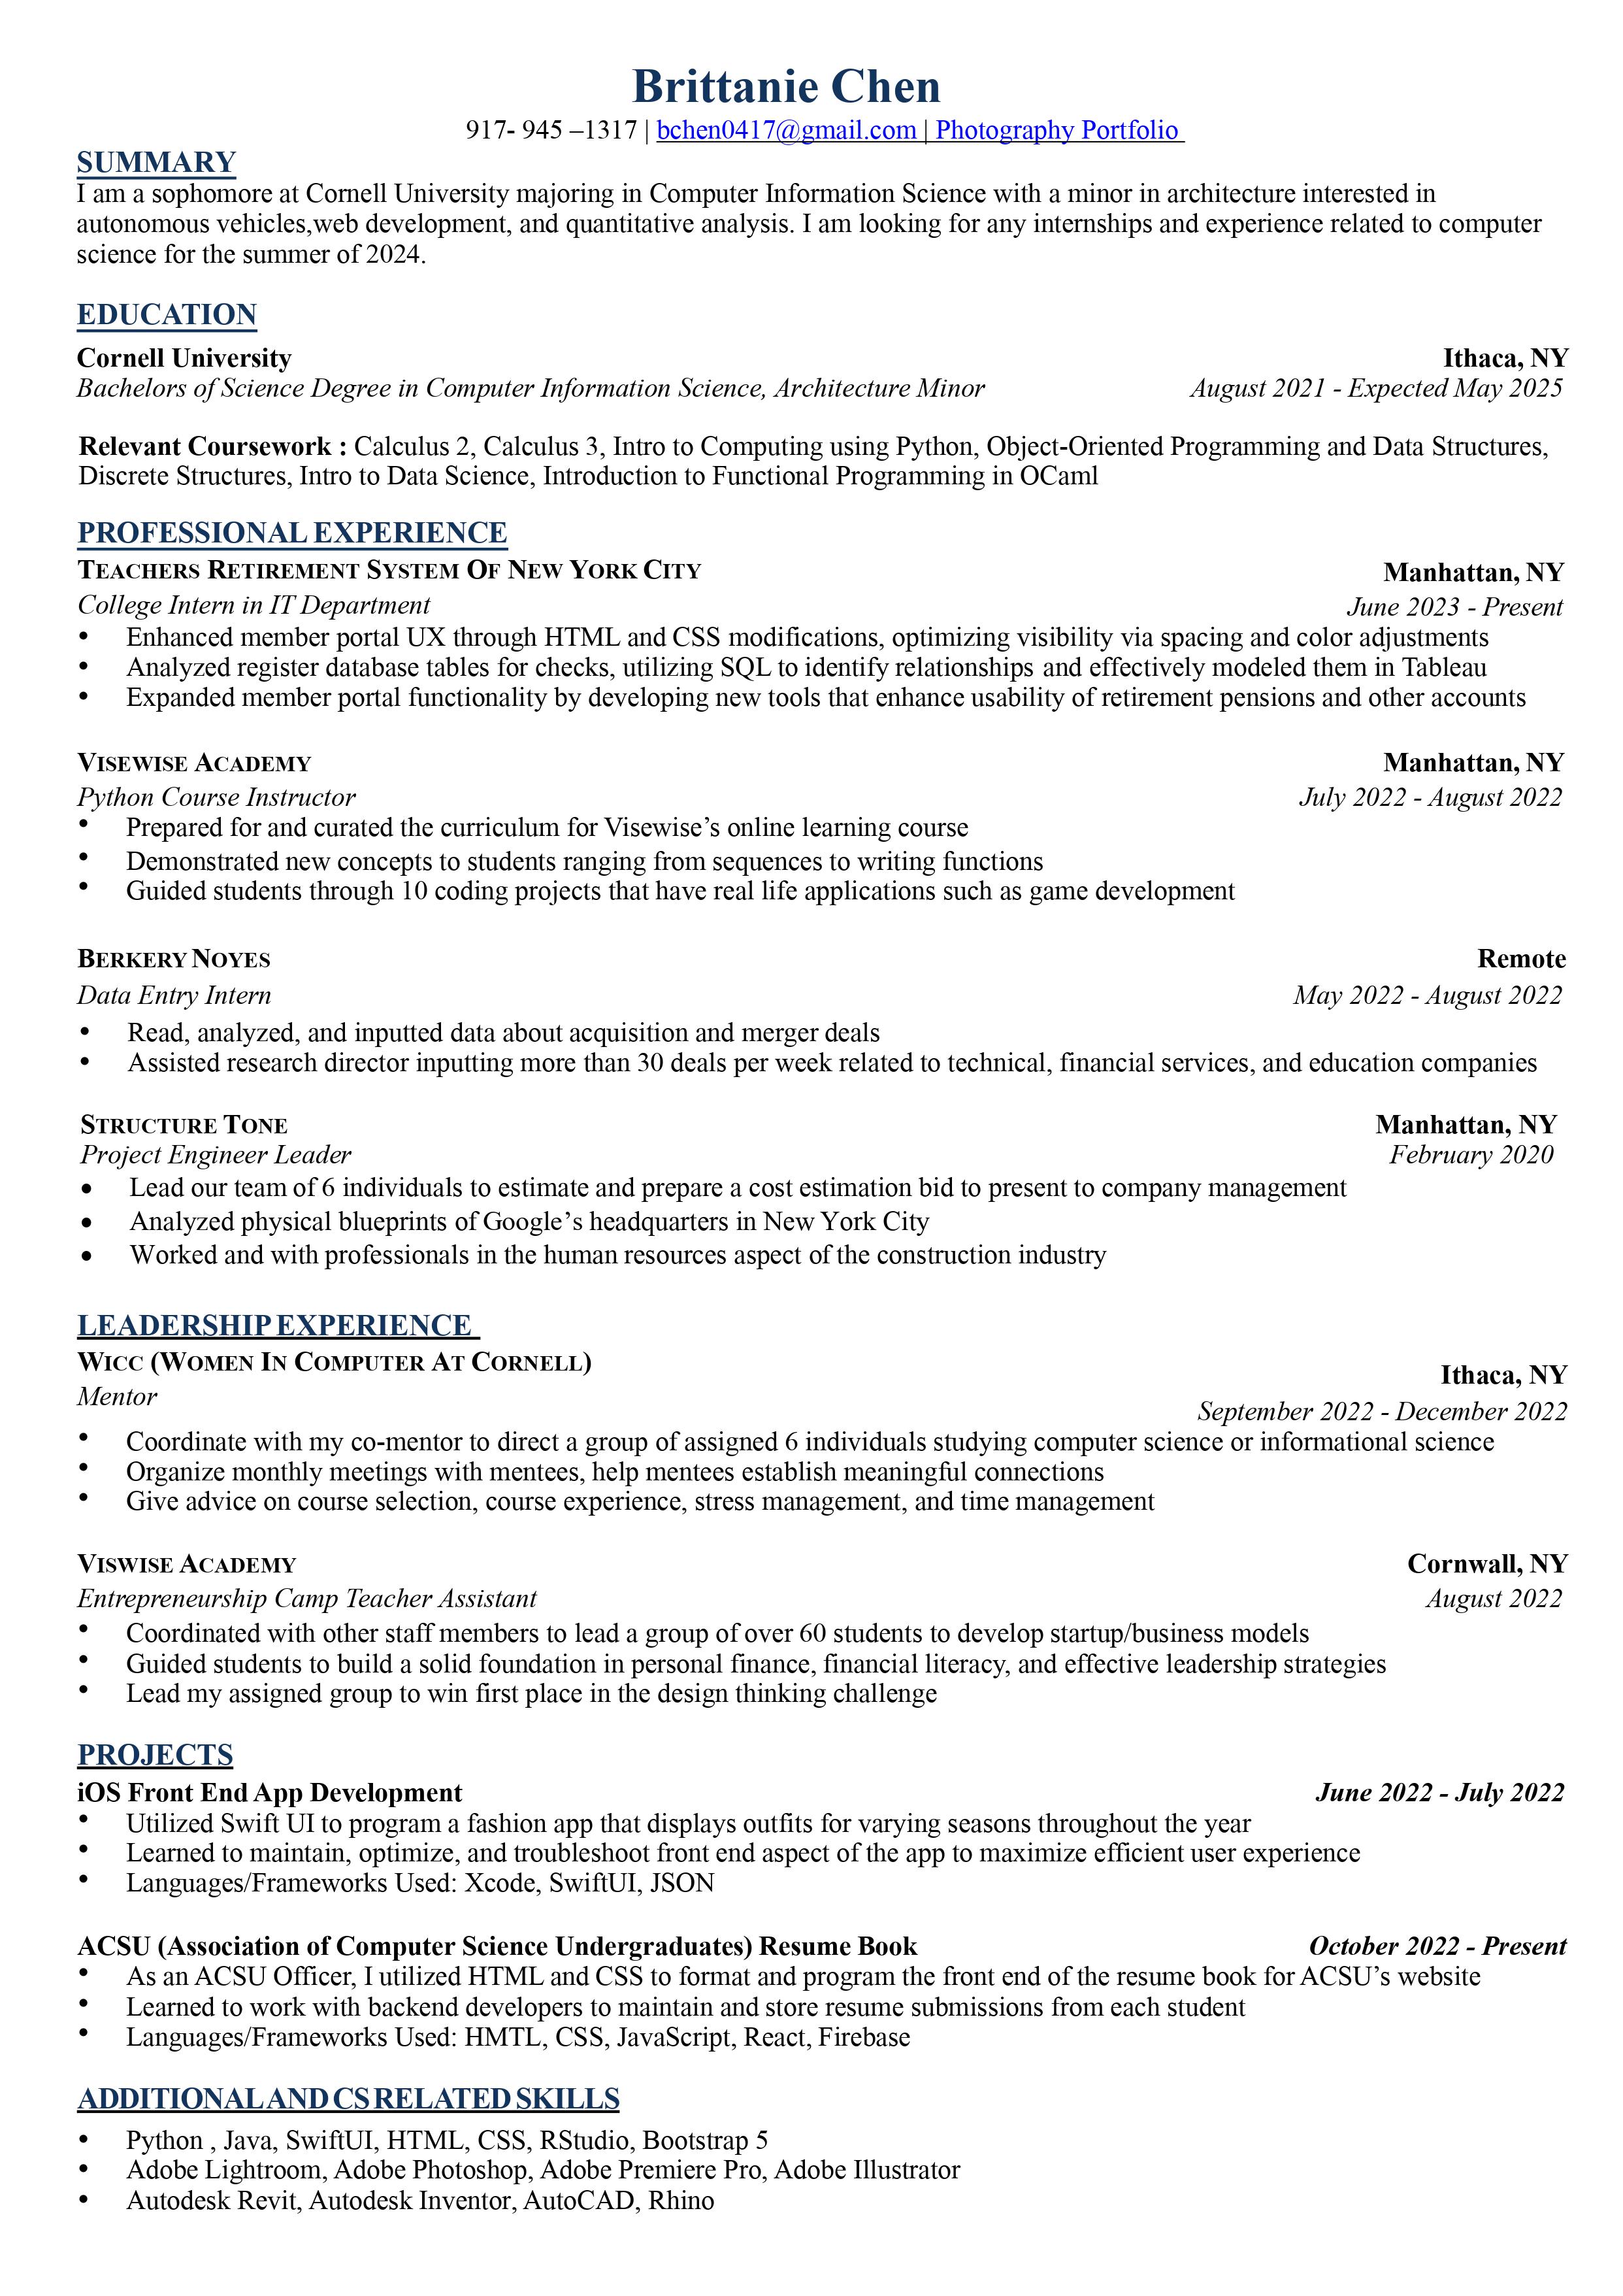 Brittanie Chen
917- 945 –1317 | bchen0417@gmail.com | Photography Portfolio
SUMMARY
I am a sophomore at Cornell University majoring in Computer Information Science with a minor in architecture interested in
autonomous vehicles,web development, and quantitative analysis. I am looking for any internships and experience related to computer
science for the summer of 2024.
EDUCATION
Cornell University Ithaca, NY
Bachelors of Science Degree in Computer Information Science, Architecture Minor August 2021 - Expected May 2025
Relevant Coursework : Calculus 2, Calculus 3, Intro to Computing using Python, Object-Oriented Programming and Data Structures,
Discrete Structures, Intro to Data Science, Introduction to Functional Programming in OCaml
PROFESSIONAL EXPERIENCE
TEACHERS RETIREMENT SYSTEM OF NEW YORK CITY Manhattan, NY
College Intern in IT Department June 2023 - Present
• Enhanced member portal UX through HTML and CSS modifications, optimizing visibility via spacing and color adjustments
• Analyzed register database tables for checks, utilizing SQL to identify relationships and effectively modeled them in Tableau
• Expanded member portal functionality by developing new tools that enhance usability of retirement pensions and other accounts
VISEWISE ACADEMY Manhattan, NY
Python Course Instructor July 2022 - August 2022
• Prepared for and curated the curriculum for Visewise’s online learning course
• Demonstrated new concepts to students ranging from sequences to writing functions
• Guided students through 10 coding projects that have real life applications such as game development
BERKERY NOYES Remote
Data Entry Intern May 2022 - August 2022
• Read, analyzed, and inputted data about acquisition and merger deals
• Assisted research director inputting more than 30 deals per week related to technical, financial services, and education companies
STRUCTURE TONE Manhattan, NY
Project Engineer Leader February 2020
• Lead our team of 6 individuals to estimate and prepare a cost estimation bid to present to company management
• Analyzed physical blueprints of Google’s headquarters in New York City
• Worked and with professionals in the human resources aspect of the construction industry
LEADERSHIP EXPERIENCE
WICC (WOMEN IN COMPUTER AT CORNELL) Ithaca, NY
Mentor September 2022 - December 2022
• Coordinate with my co-mentor to direct a group of assigned 6 individuals studying computer science or informational science
• Organize monthly meetings with mentees, help mentees establish meaningful connections
• Give advice on course selection, course experience, stress management, and time management
VISWISE ACADEMY Cornwall, NY
Entrepreneurship Camp Teacher Assistant August 2022
• Coordinated with other staff members to lead a group of over 60 students to develop startup/business models
• Guided students to build a solid foundation in personal finance, financial literacy, and effective leadership strategies
• Lead my assigned group to win first place in the design thinking challenge
PROJECTS
iOS Front End App Development June 2022 - July 2022
• Utilized Swift UI to program a fashion app that displays outfits for varying seasons throughout the year
• Learned to maintain, optimize, and troubleshoot front end aspect of the app to maximize efficient user experience
• Languages/Frameworks Used: Xcode, SwiftUI, JSON
ACSU (Association of Computer Science Undergraduates) Resume Book October 2022 - Present
• As an ACSU Officer, I utilized HTML and CSS to format and program the front end of the resume book for ACSU’s website
• Learned to work with backend developers to maintain and store resume submissions from each student
• Languages/Frameworks Used: HMTL, CSS, JavaScript, React, Firebase
ADDITIONAL AND CS RELATED SKILLS
• Python , Java, SwiftUI, HTML, CSS, RStudio, Bootstrap 5
• Adobe Lightroom, Adobe Photoshop, Adobe Premiere Pro, Adobe Illustrator
• Autodesk Revit, Autodesk Inventor, AutoCAD, Rhino